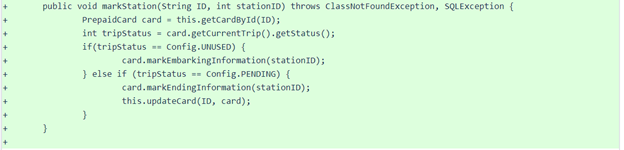 + public void markStation(String ID, int stationID) throws ClassNotFoundException, SQLException {
+ PrepaidCard card = this.getCardById(ID);
+ int tripStatus = card.getCurrentTrip().getStatus();
+ if(tripStatus == Config.UNUSED) {
+ card.markEmbarkingInformation(stationID);
+ } else if (tripStatus == Config.PENDING) {
+ card.markEndingInformation(stationID);
+ this.updateCard(ID, card);
+ }
+ }
+